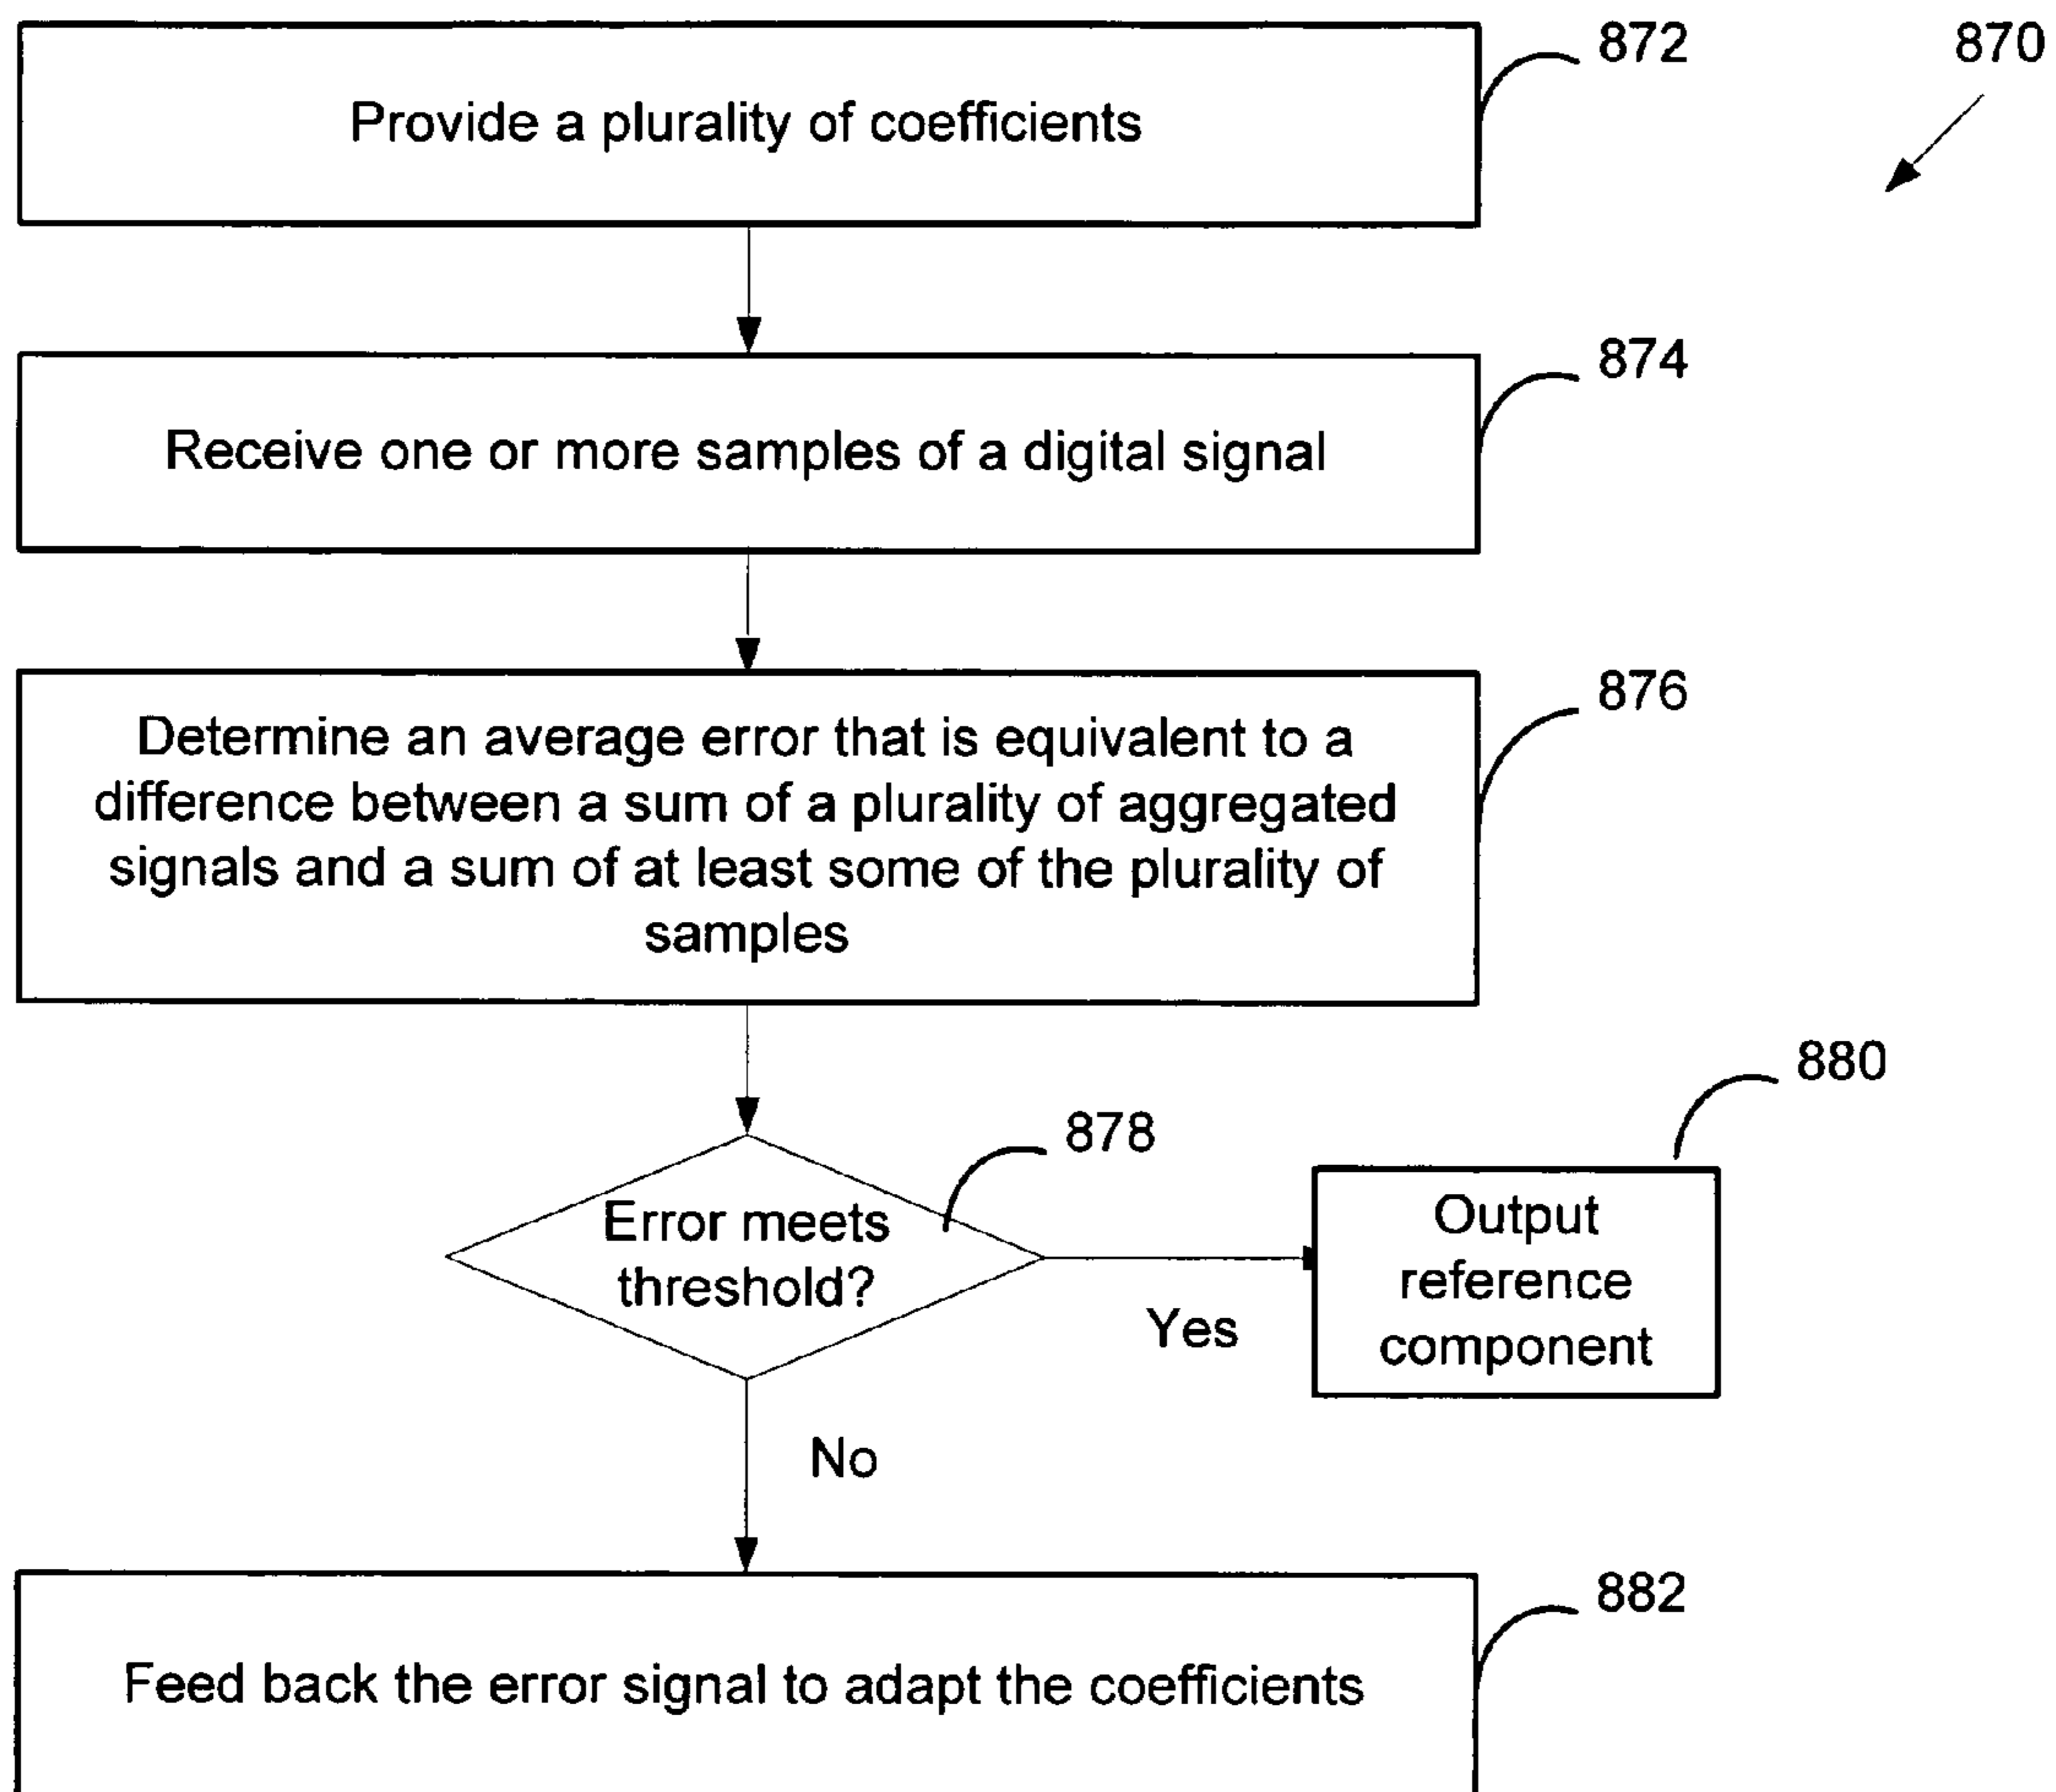 872
870
Provide a plurality of coefficients
874
Receive one or more samples of a digital signal
876
Determine an average error that is equivalent to a
difference between a sum of a plurality of aggregated
signals and a sum of at least some of the plurality of
samples
880
878
Error meets
threshold?
Output
reference
component
Yes
No
882
Feed back the error signal to adapt the coefficients